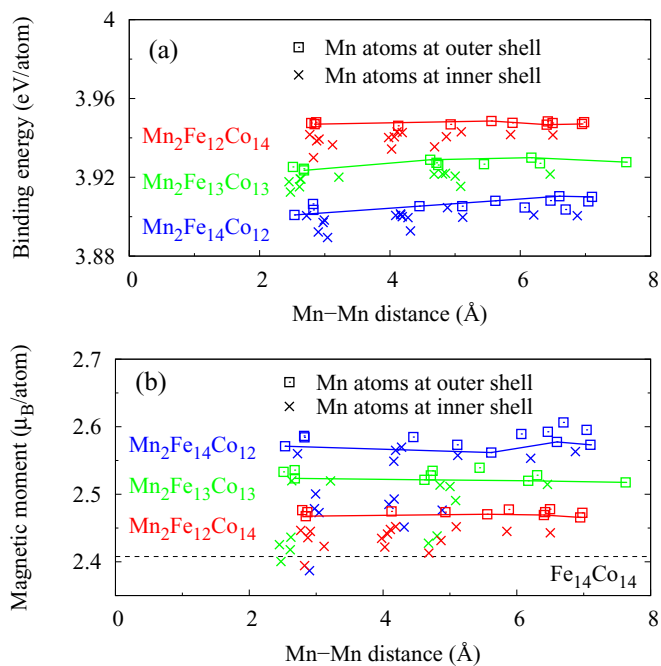 4
3.96
3.92
3.88
Binding energy (eV/atom)
(a)
Mn atoms at outer shell
Mn atoms at inner shell
Mn₂Fe₁₂Co₁₄
Mn₂Fe₁₃Co₁₃
Mn₂Fe₁₄Co₁₂
0 2 4 6 8
Mn−Mn distance (Å)
2.7
2.6
2.5
2.4
Magnetic moment (μ_B/atom)
(b)
Mn atoms at outer shell
Mn atoms at inner shell
Mn₂Fe₁₄Co₁₂
Mn₂Fe₁₃Co₁₃
Mn₂Fe₁₂Co₁₄
Fe₁₄Co₁₄
0 2 4 6 8
Mn−Mn distance (Å)